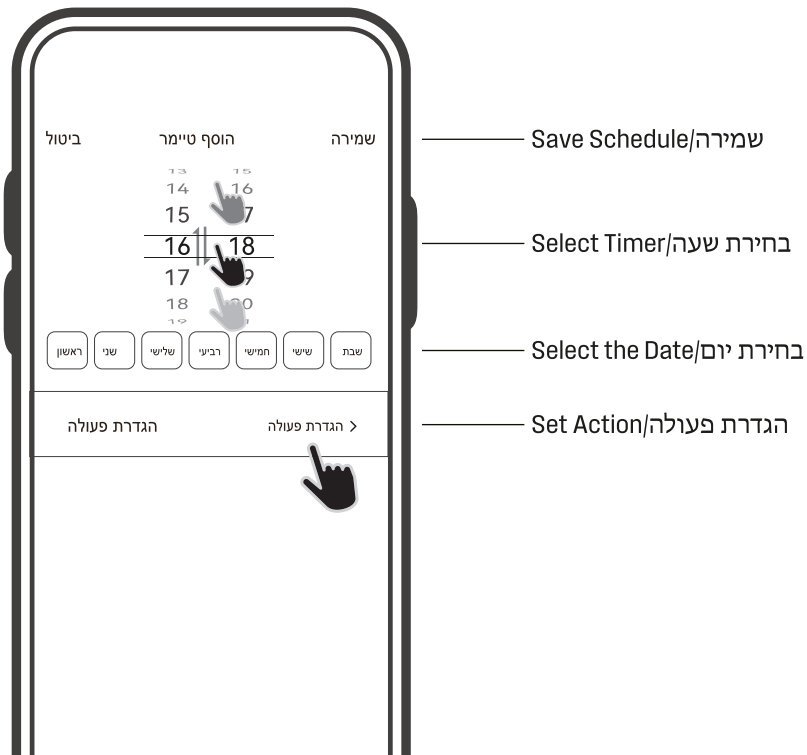 שמירה הוסף טיימר ביטול
Save Schedule/שמירה
13 15
14 16
15 7
16 18
Select Timer/בחירת שעה
17 9
18
ראשון שני שלישי רביעי חמישי שישי שבת
Select the Date/בחירת יום
הגדרת פעולה הגדרת פעולה >
Set Action/הגדרת פעולה